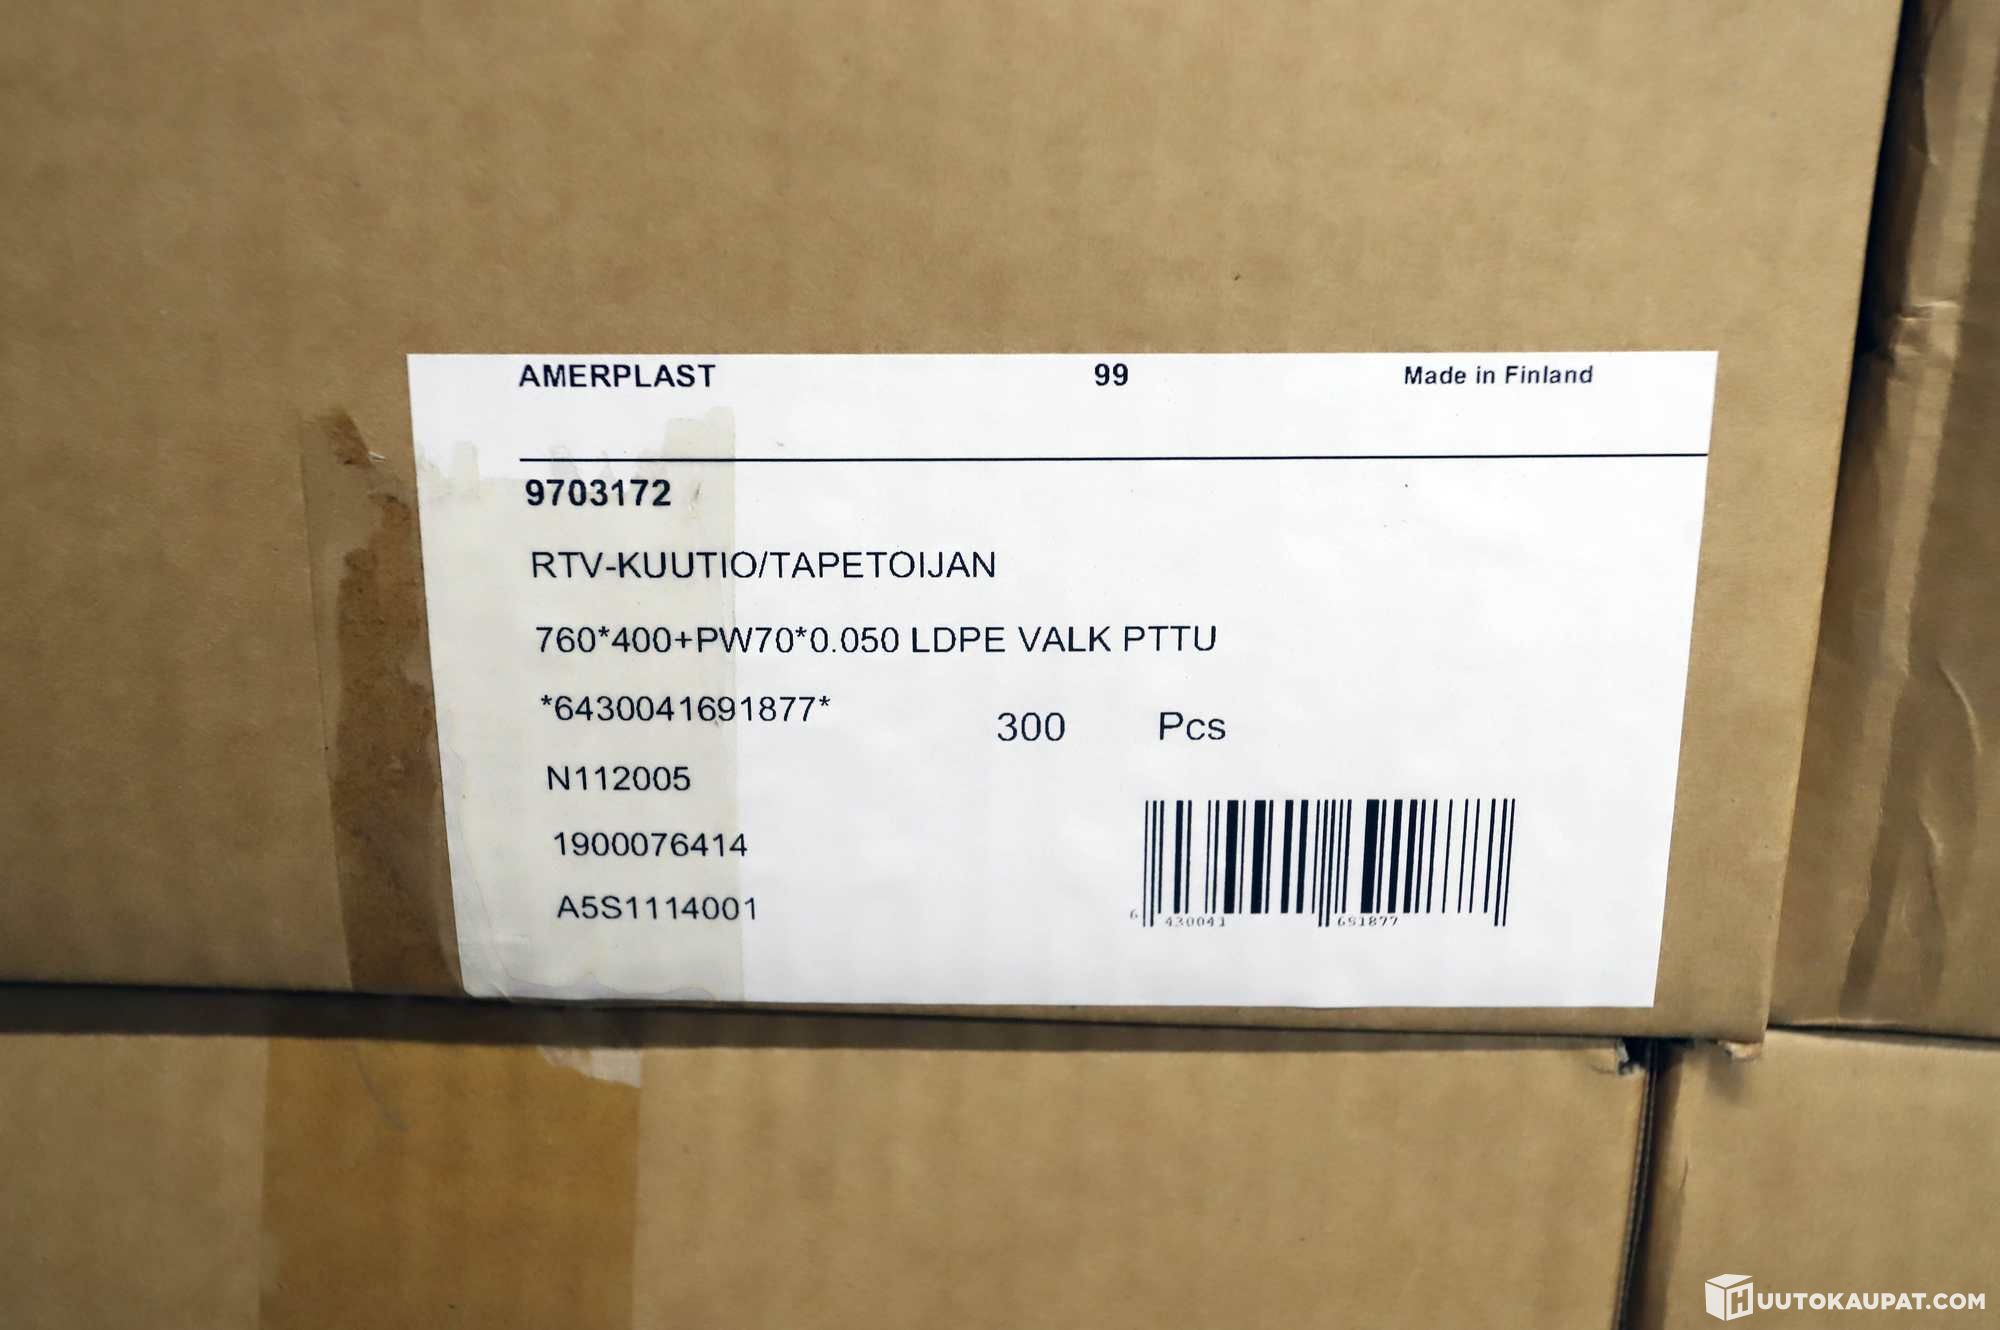 AMERPLAST 99 Made in Finland
9703172
RTV-KUUTIO/TAPETOIJAN
760*400+PW70*0.050 LDPE VALK PTTU
*6430041691877*
300 Pcs
N112005
1900076414
A5S1114001
6 430041 691877
HUUTOKAUPAT.COM